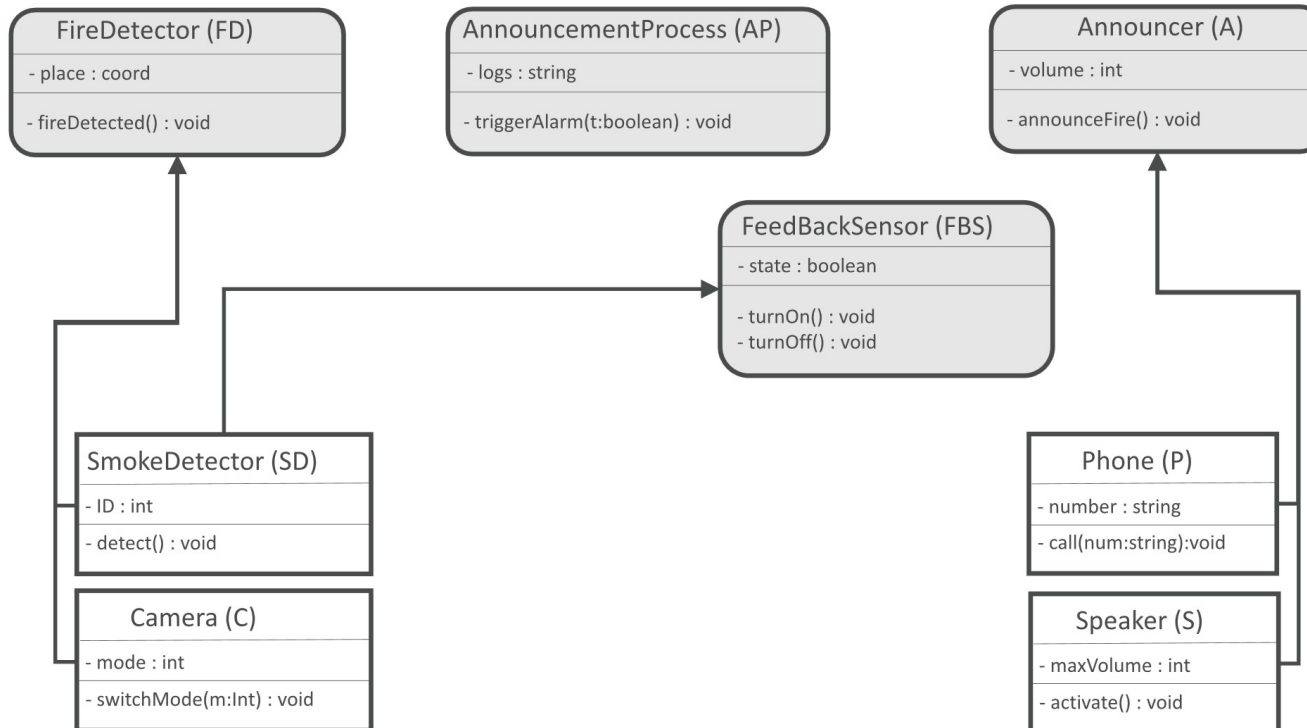 FireDetector (FD)
- place : coord
- fireDetected() : void
AnnouncementProcess (AP)
- logs : string
- triggerAlarm(t:boolean) : void
Announcer (A)
- volume : int
- announceFire() : void
FeedBackSensor (FBS)
- state : boolean
- turnOn() : void
- turnOff() : void
SmokeDetector (SD)
- ID : int
- detect() : void
Phone (P)
- number : string
- call(num:string):void
Camera (C)
- mode : int
- switchMode(m:Int) : void
Speaker (S)
- maxVolume : int
- activate() : void